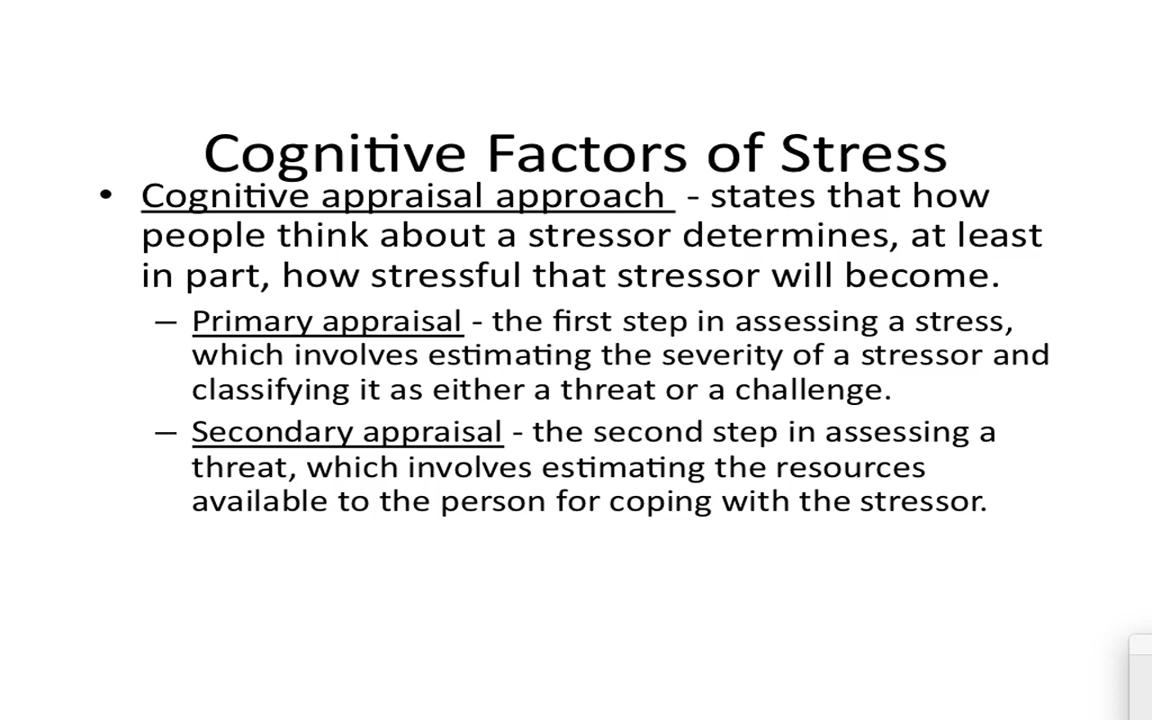 Cognitive Factors of Stress
• Cognitive appraisal approach - states that how
people think about a stressor determines, at least
in part, how stressful that stressor will become.
– Primary appraisal - the first step in assessing a stress,
which involves estimating the severity of a stressor and
classifying it as either a threat or a challenge.
– Secondary appraisal - the second step in assessing a
threat, which involves estimating the resources
available to the person for coping with the stressor.